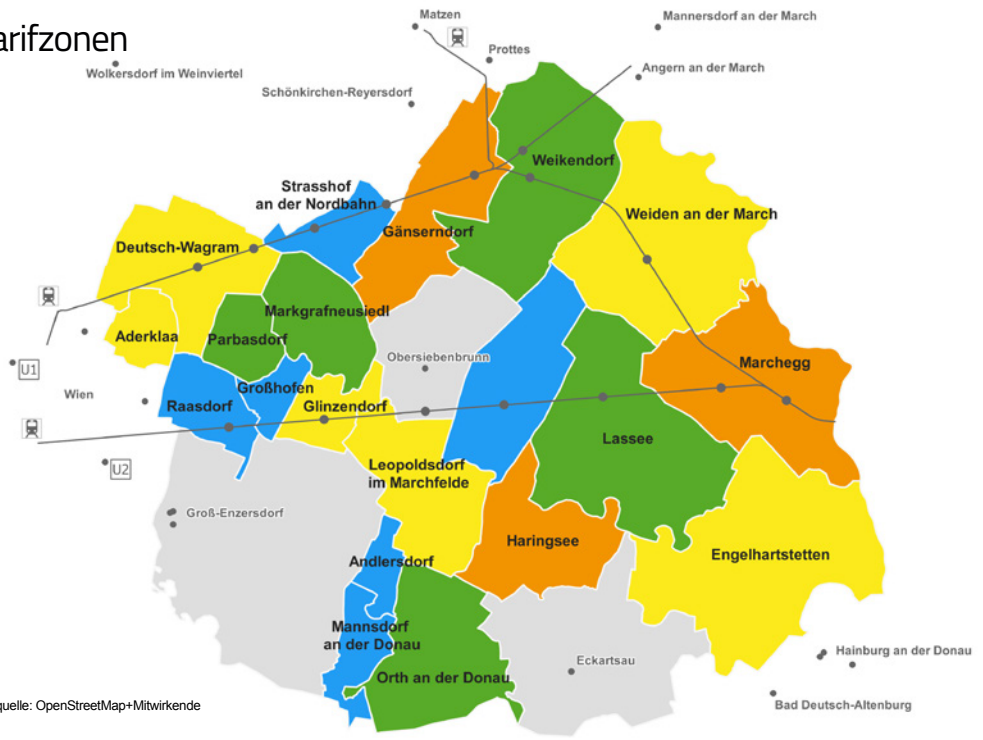 arifzonen
Matzen
Mannersdorf an der March
Prottes
Wolkersdorf im Weinviertel
Angern an der March
Schönkirchen-Reyersdorf
Weikendorf
Strasshof
an der Nordbahn
Weiden an der March
Gänserndorf
Deutsch-Wagram
Markgrafneusiedl
Aderklaa
Parbasdorf
Obersiebenbrunn
Marchegg
U1
Großhofen
Wien
Raasdorf
Glinzendorf
Lassee
U2
Leopoldsdorf
im Marchfelde
Groß-Enzersdorf
Haringsee
Engelhartstetten
Andlersdorf
Mannsdorf
an der Donau
Hainburg an der Donau
Eckartsau
Orth an der Donau
Bad Deutsch-Altenburg
quelle: OpenStreetMap+Mitwirkende